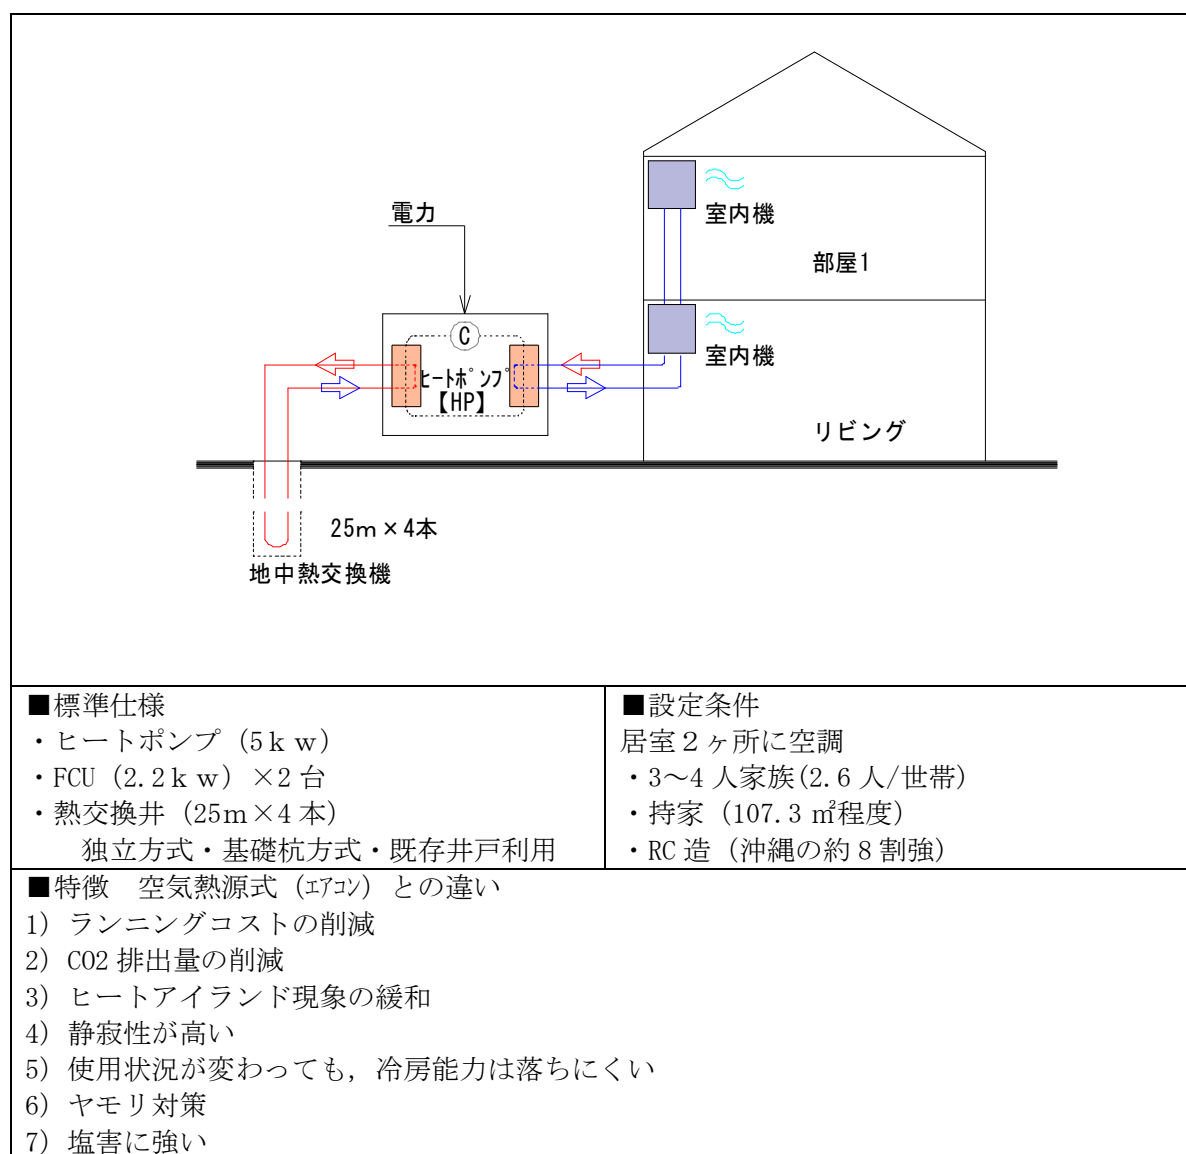 電力
室内機
部屋1
室内機
C
ﾋｰﾄﾎﾟﾝﾌﾟ
【HP】
リビング
25m×4本
地中熱交換機
■標準仕様
・ヒートポンプ（5ｋｗ）
・FCU（2.2ｋｗ）×2台
・熱交換井（25m×4本）
独立方式・基礎杭方式・既存井戸利用
■設定条件
居室２ヶ所に空調
・3～4人家族(2.6人/世帯)
・持家（107.3㎡程度）
・RC造（沖縄の約8割強）
■特徴　空気熱源式（ｴｱｺﾝ）との違い
1）ランニングコストの削減
2）CO2排出量の削減
3）ヒートアイランド現象の緩和
4）静寂性が高い
5）使用状況が変わっても，冷房能力は落ちにくい
6）ヤモリ対策
7）塩害に強い